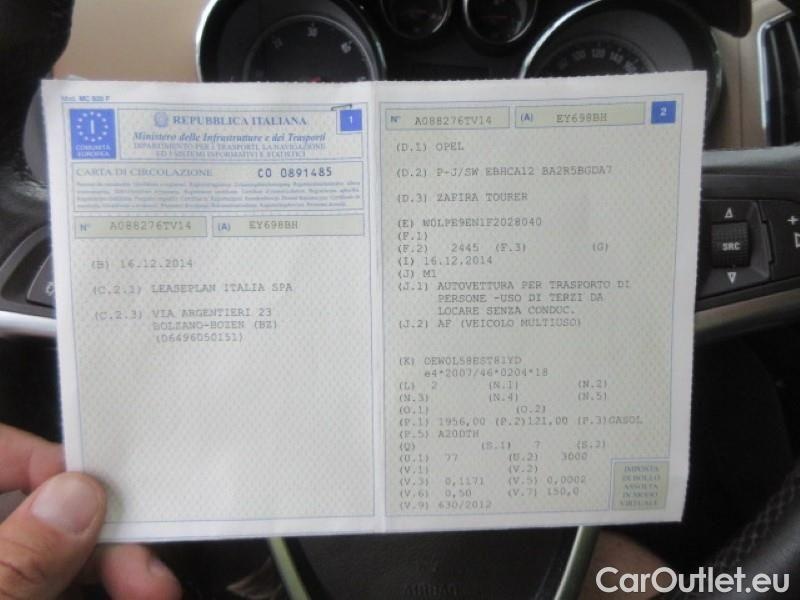 Mod. MC 820 F
REPUBBLICA ITALIANA
1
Ministero delle Infrastrutture e dei Trasporti
DIPARTIMENTO PER I TRASPORTI, LA NAVIGAZIONE
ED I SISTEMI INFORMATIVI E STATISTICI
I
COMUNITÀ
EUROPEA
CARTA DI CIRCOLAZIONE CO 0891485
N° A088276TV14 (A) EY698BH
(B) 16.12.2014
(C.2.1) LEASEPLAN ITALIA SPA
(C.2.3) VIA ARGENTIERI 23
BOLZANO-BOZEN (BZ)
(06496050151)
N° A088276TV14 (A) EY698BH
2
(D.1) OPEL
(D.2) P-J/SW EBHCA12 BA2R5BGDA7
(D.3) ZAFIRA TOURER
(E) W0LPE9EN1F2028040
(F.1)
(F.2) 2445 (F.3) (G)
(I) 16.12.2014
(J) M1
(J.1) AUTOVETTURA PER TRASPORTO DI
PERSONE -USO DI TERZI DA
LOCARE SENZA CONDUC.
(J.2) AF (VEICOLO MULTIUSO)
(K) OEW0L58EST81YD
e4*2007/46*0204*18
(L) 2 (N.1) (N.2)
(N.3) (N.4) (N.5)
(O.1) (O.2)
(P.1) 1956,00 (P.2)121,00 (P.3)GASOL
(P.5) A20DTH
(Q) (S.1) 7 (S.2)
(U.1) 77 (U.2) 3000
(V.1) (V.2)
(V.3) 0,1171 (V.5) 0,0002
(V.6) 0,50 (V.7) 150,0
(V.9) 630/2012
IMPOSTA
DI BOLLO
ASSOLTA
IN MODO
VIRTUALE
SRC
AIRBAG
CarOutlet.eu